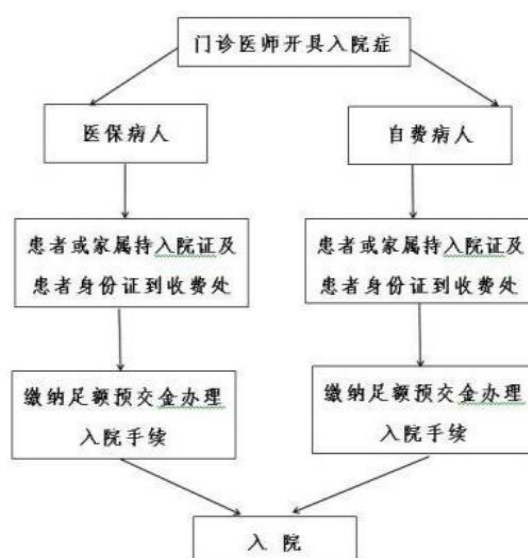 门诊医师开具入院症
医保病人
自费病人
患者或家属持入院证及
患者身份证到收费处
患者或家属持入院证及
患者身份证到收费处
缴纳足额预交金办理
入院手续
缴纳足额预交金办理
入院手续
入 院